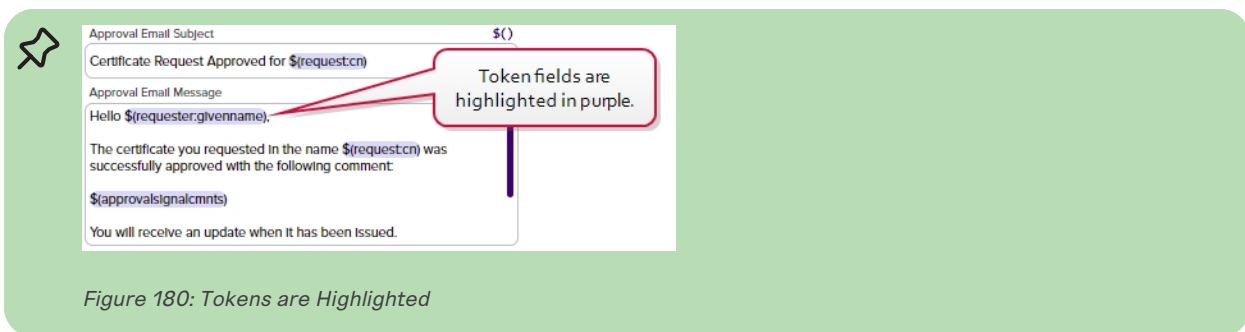 Approval Email Subject
$()
Certificate Request Approved for $(request:cn)
Token fields are
highlighted in purple.
Approval Email Message
Hello $(requester:givenname),
The certificate you requested in the name $(request:cn) was
successfully approved with the following comment:
$(approvalsignalcmnts)
You will receive an update when it has been issued.
Figure 180: Tokens are Highlighted